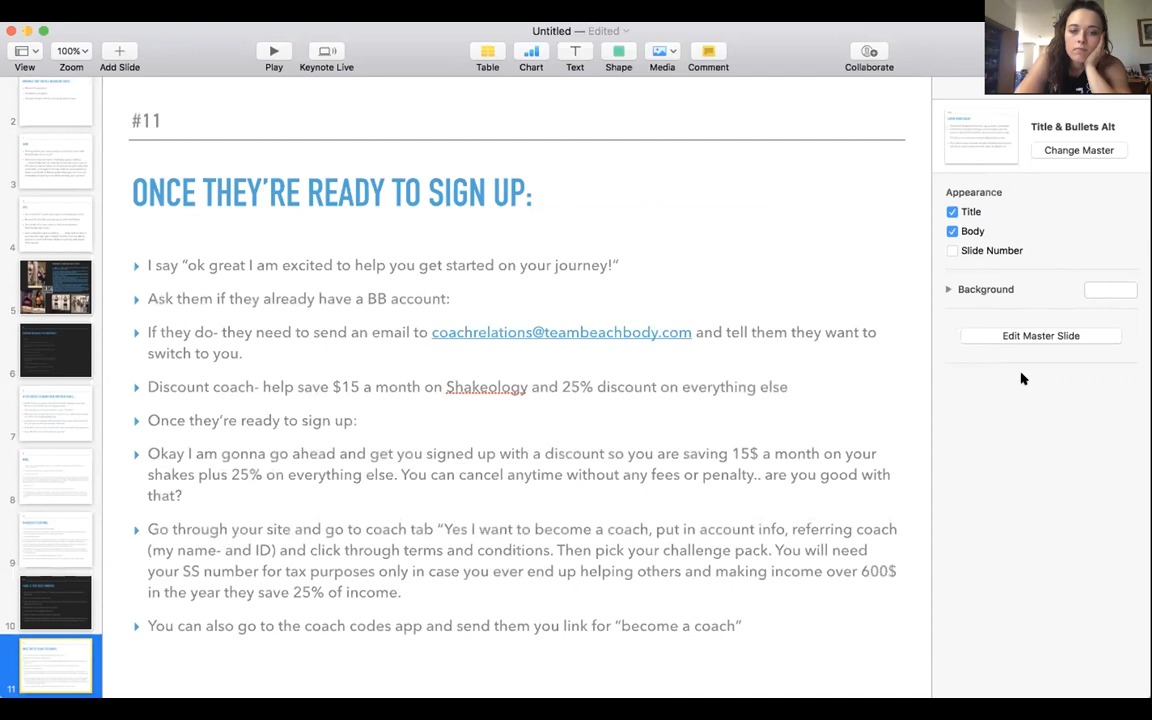 Untitled — Edited
View
100%
Zoom
Add Slide
Play
Keynote Live
Table
Chart
Text
Shape
Media
Comment
Collaborate
2
3
4
5
6
7
8
9
10
11
#11
ONCE THEY'RE READY TO SIGN UP:
I say "ok great I am excited to help you get started on your journey!"
Ask them if they already have a BB account:
If they do- they need to send an email to coachrelations@teambeachbody.com and tell them they want to
switch to you.
Discount coach- help save $15 a month on Shakeology and 25% discount on everything else
Once they're ready to sign up:
Okay I am gonna go ahead and get you signed up with a discount so you are saving 15$ a month on your
shakes plus 25% on everything else. You can cancel anytime without any fees or penalty.. are you good with
that?
Go through your site and go to coach tab "Yes I want to become a coach, put in account info, referring coach
(my name- and ID) and click through terms and conditions. Then pick your challenge pack. You will need
your SS number for tax purposes only in case you ever end up helping others and making income over 600$
in the year they save 25% of income.
You can also go to the coach codes app and send them you link for "become a coach"
Title & Bullets Alt
Change Master
Appearance
Title
Body
Slide Number
Background
Edit Master Slide